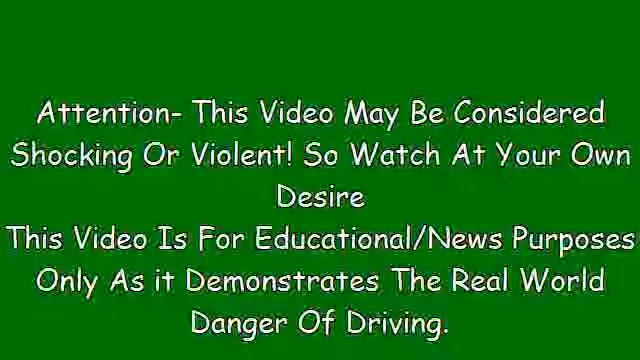 Attention- This Video May Be Considered
Shocking Or Violent! So Watch At Your Own
Desire
This Video Is For Educational/News Purposes
Only As it Demonstrates The Real World
Danger Of Driving.